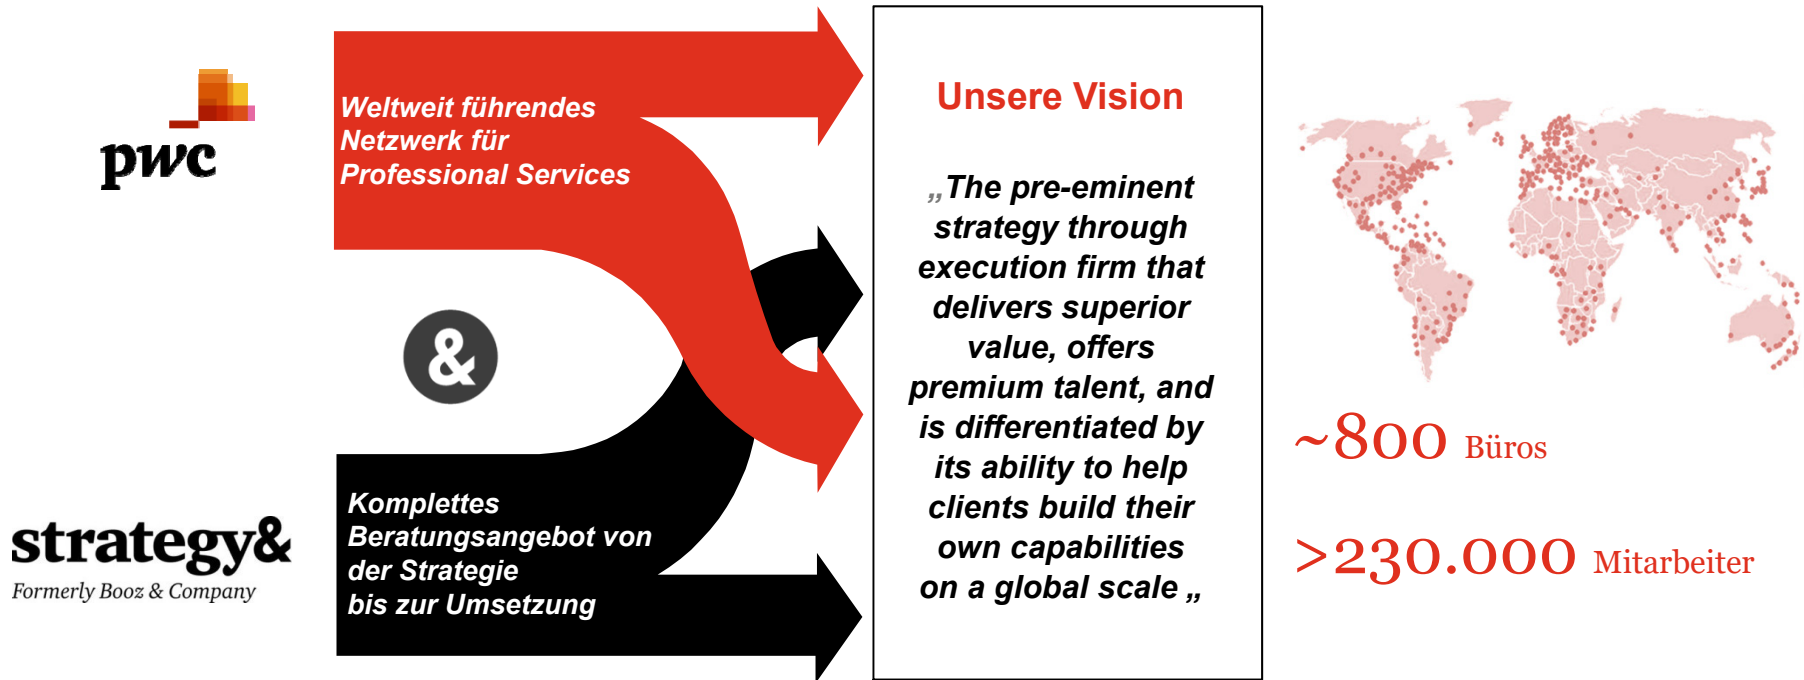 pwc
Weltweit führendes
Netzwerk für
Professional Services
&
strategy&
Formerly Booz & Company
Komplettes
Beratungsangebot von
der Strategie
bis zur Umsetzung
Unsere Vision
„The pre-eminent
strategy through
execution firm that
delivers superior
value, offers
premium talent, and
is differentiated by
its ability to help
clients build their
own capabilities
on a global scale „
~800 Büros
>230.000 Mitarbeiter